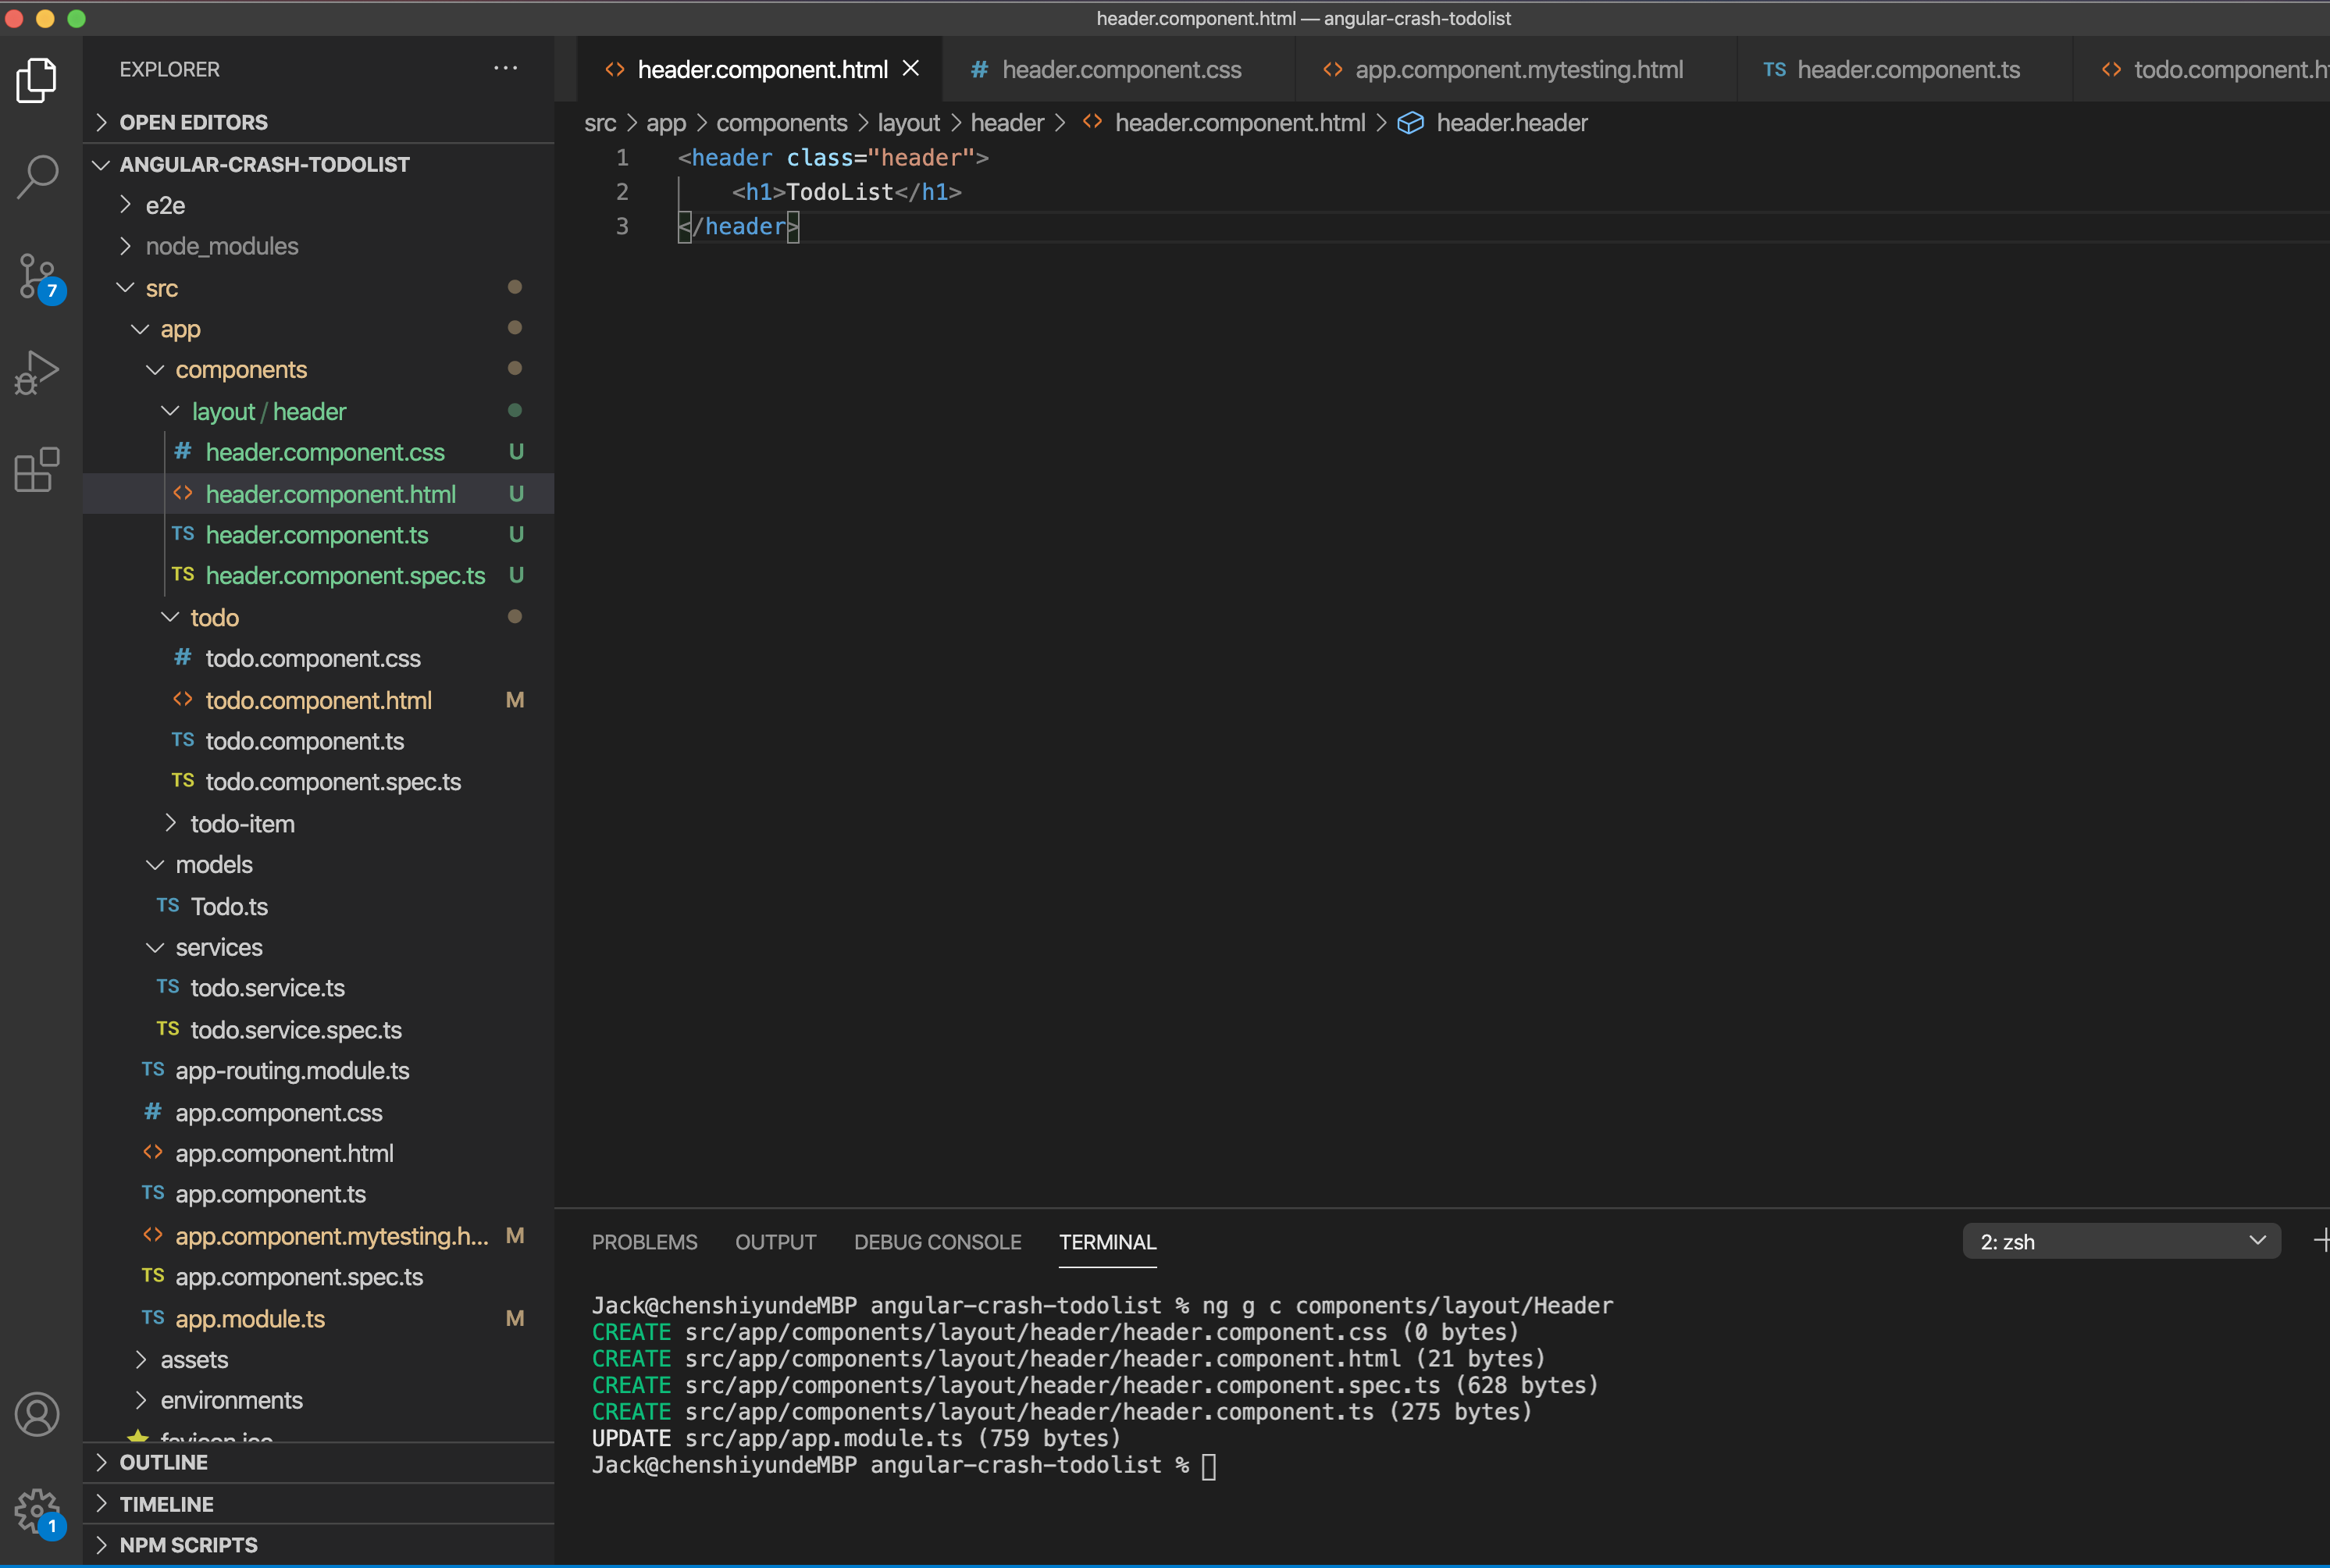 header.component.html — angular-crash-todolist
EXPLORER
OPEN EDITORS
ANGULAR-CRASH-TODOLIST
e2e
node_modules
src
app
components
layout / header
# header.component.css U
<> header.component.html U
TS header.component.ts U
TS header.component.spec.ts U
todo
# todo.component.css
<> todo.component.html M
TS todo.component.ts
TS todo.component.spec.ts
todo-item
models
TS Todo.ts
services
TS todo.service.ts
TS todo.service.spec.ts
TS app-routing.module.ts
# app.component.css
<> app.component.html
TS app.component.ts
<> app.component.mytesting.h... M
TS app.component.spec.ts
TS app.module.ts M
assets
environments
favicon.ico
OUTLINE
TIMELINE
NPM SCRIPTS
7
1
<> header.component.html
# header.component.css
<> app.component.mytesting.html
TS header.component.ts
<> todo.component.h
src > app > components > layout > header > <> header.component.html > header.header
1 <header class="header">
2 <h1>TodoList</h1>
3 </header>
PROBLEMS OUTPUT DEBUG CONSOLE TERMINAL
2: zsh
Jack@chenshiyundeMBP angular-crash-todolist % ng g c components/layout/Header
CREATE src/app/components/layout/header/header.component.css (0 bytes)
CREATE src/app/components/layout/header/header.component.html (21 bytes)
CREATE src/app/components/layout/header/header.component.spec.ts (628 bytes)
CREATE src/app/components/layout/header/header.component.ts (275 bytes)
UPDATE src/app/app.module.ts (759 bytes)
Jack@chenshiyundeMBP angular-crash-todolist %